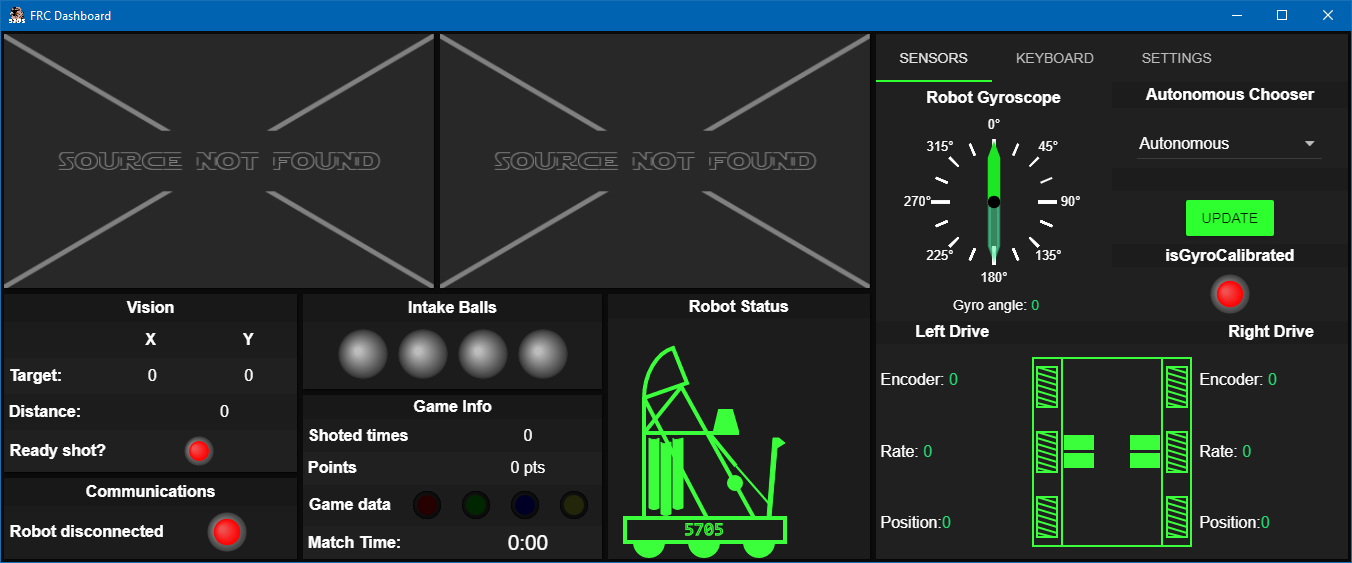 FRC Dashboard
SOURCE NOT FOUND
SOURCE NOT FOUND
SENSORS KEYBOARD SETTINGS
Robot Gyroscope
0°
315° 45°
270° 90°
225° 135°
180°
Gyro angle: 0
Autonomous Chooser
Autonomous
UPDATE
isGyroCalibrated
Vision
X Y
Target: 0 0
Distance: 0
Ready shot?
Communications
Robot disconnected
Intake Balls
Game Info
Shoted times 0
Points 0 pts
Game data
Match Time: 0:00
Robot Status
5705
Left Drive Right Drive
Encoder: 0 Encoder: 0
Rate: 0 Rate: 0
Position:0 Position:0